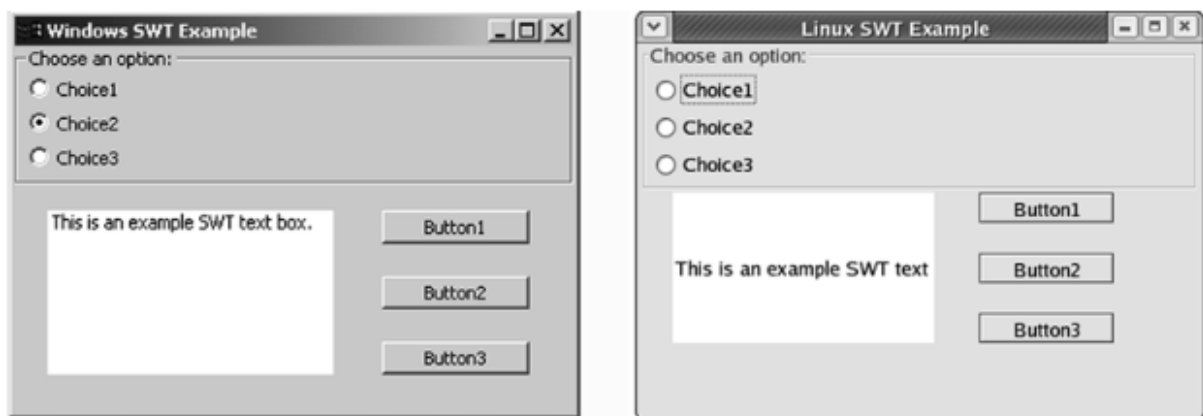 Windows SWT Example
Choose an option:
Choice1
Choice2
Choice3
This is an example SWT text box.
Button1
Button2
Button3
Linux SWT Example
Choose an option:
Choice1
Choice2
Choice3
This is an example SWT text
Button1
Button2
Button3